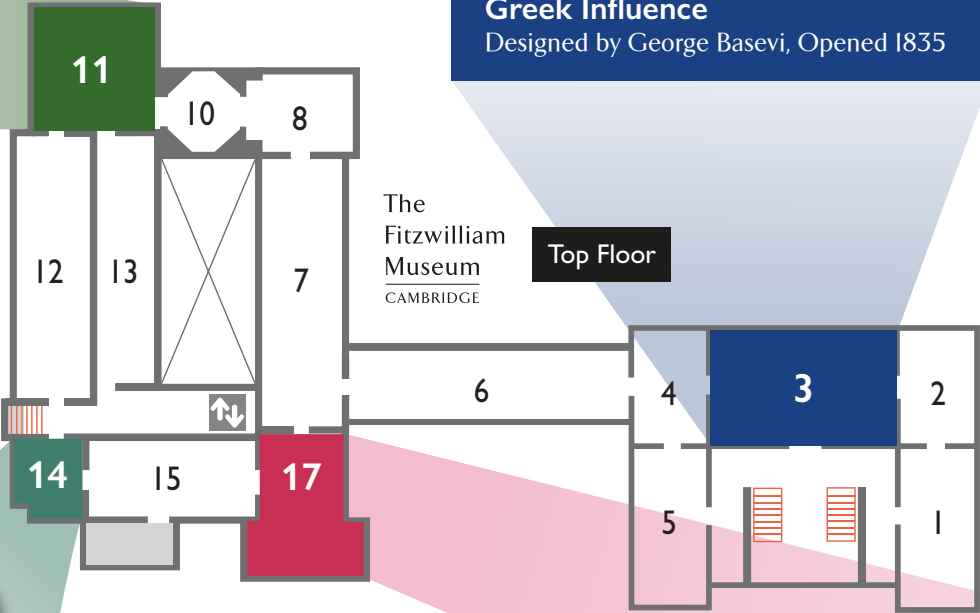 Greek Influence
Designed by George Basevi, Opened 1835
11
10
8
The
Fitzwilliam
Museum
CAMBRIDGE
Top Floor
12
13
7
6
4
3
2
14
15
17
5
1